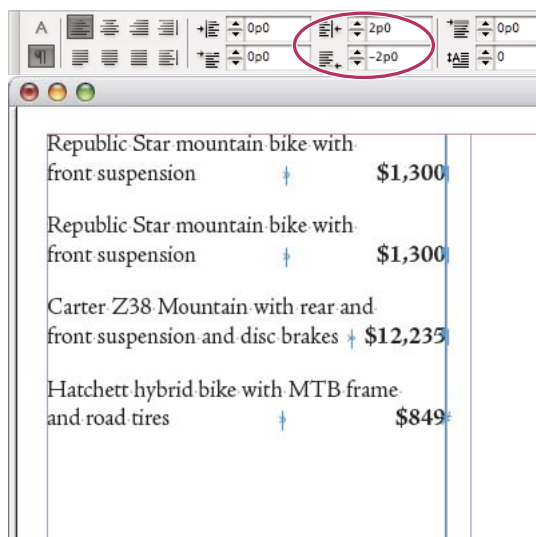 A 0p0 2p0 0p0
¶ 0p0 -2p0 0
Republic Star mountain bike with
front suspension $1,300
Republic Star mountain bike with
front suspension $1,300
Carter Z38 Mountain with rear and
front suspension and disc brakes $12,235
Hatchett hybrid bike with MTB frame
and road tires $849